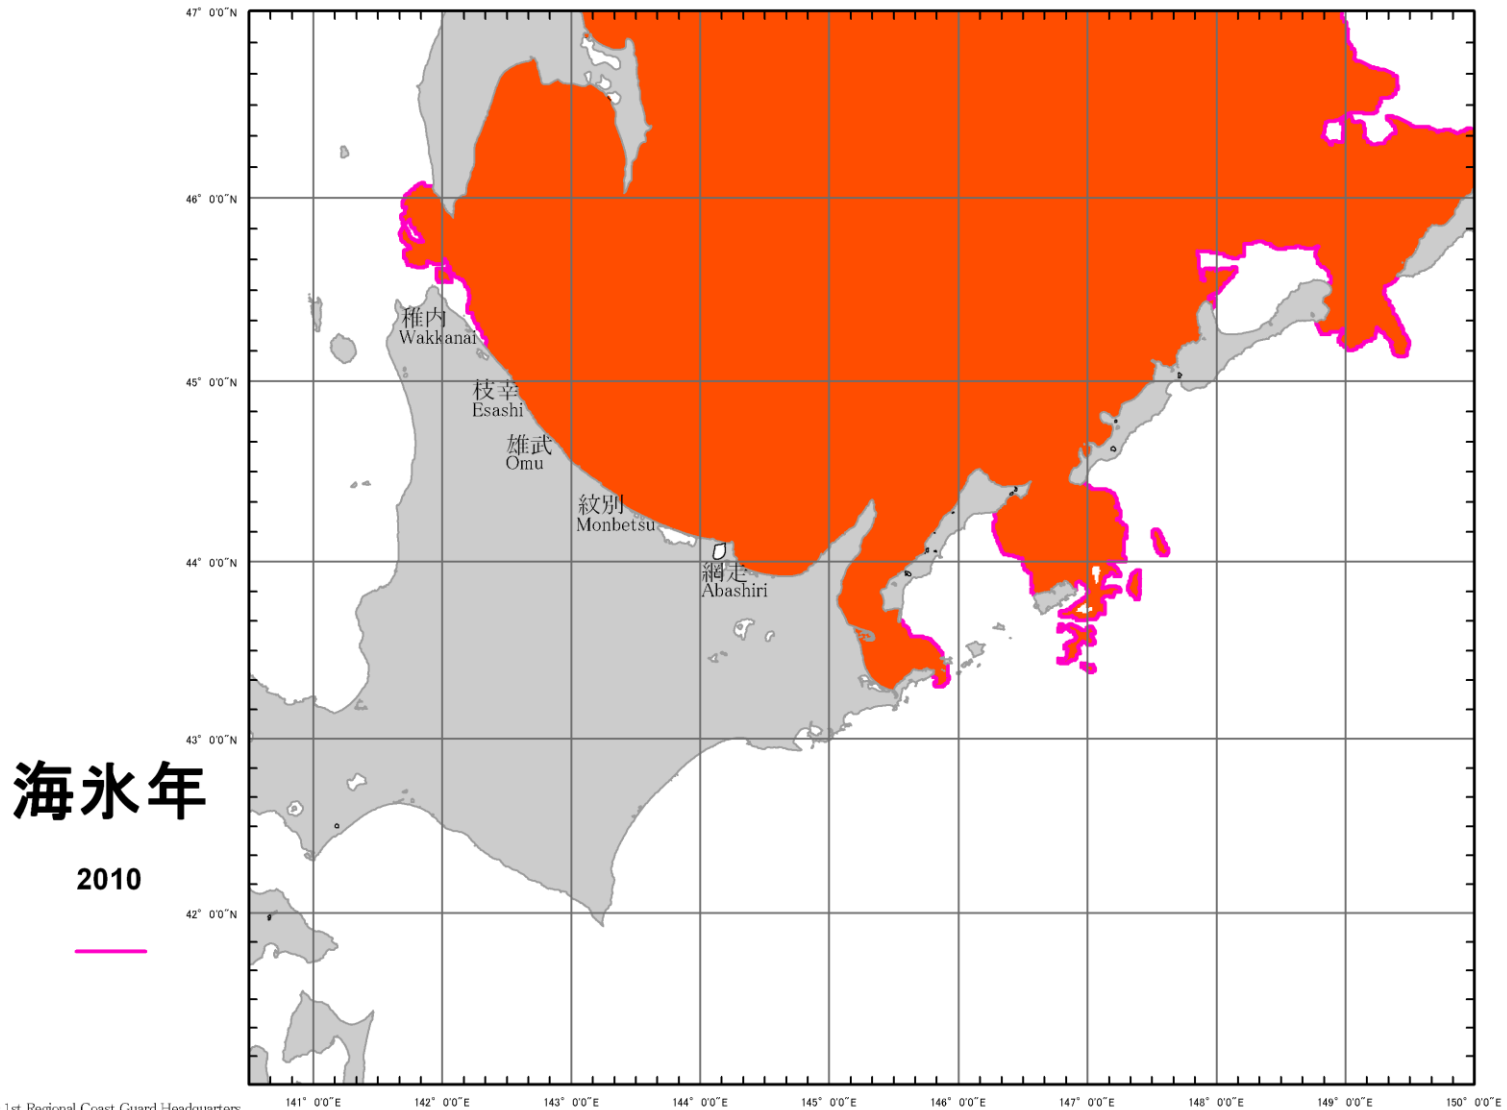 47° 0'0"N
46° 0'0"N
稚内
Wakkanai
45° 0'0"N
枝幸
Esashi
雄武
Omu
紋別
Monbetsu
44° 0'0"N
網走
Abashiri
43° 0'0"N
海氷年
2010
42° 0'0"N
1st Regional Coast Guard Headquarters
141° 0'0"E 142° 0'0"E 143° 0'0"E 144° 0'0"E 145° 0'0"E 146° 0'0"E 147° 0'0"E 148° 0'0"E 149° 0'0"E 150° 0'0"E